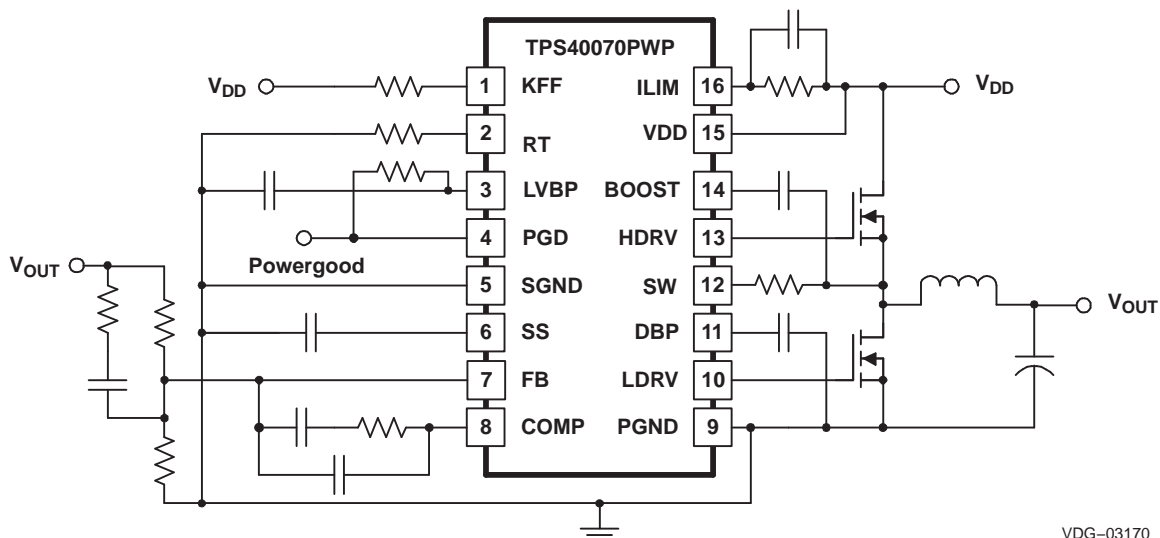 TPS40070PWP
VDD
1 KFF
ILIM 16
VDD
2 RT
VDD 15
3 LVBP
BOOST 14
4 PGD
HDRV 13
Powergood
VOUT
5 SGND
SW 12
VOUT
6 SS
DBP 11
7 FB
LDRV 10
8 COMP
PGND 9
VDG−03170